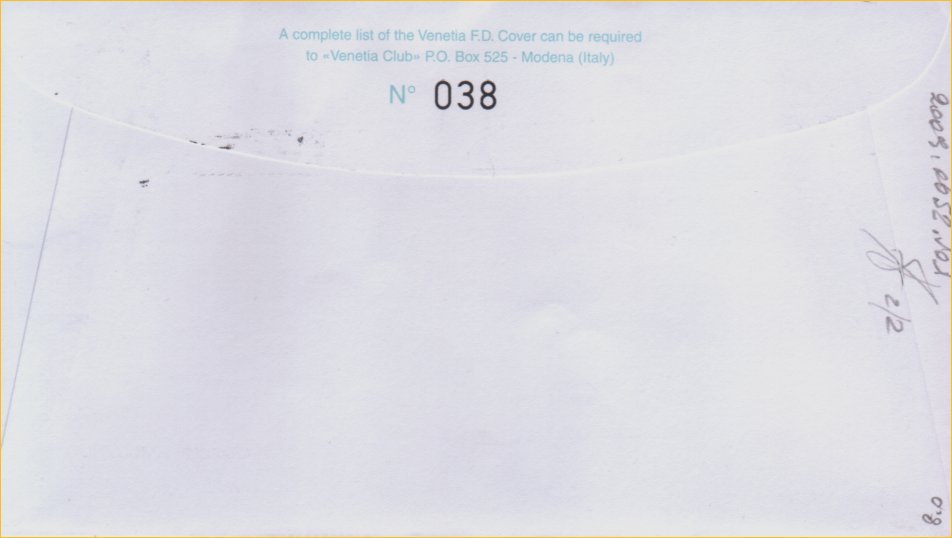 A complete list of the Venetia F.D. Cover can be required
to «Venetia Club» P.O. Box 525 - Modena (Italy)
N° 038
2/2